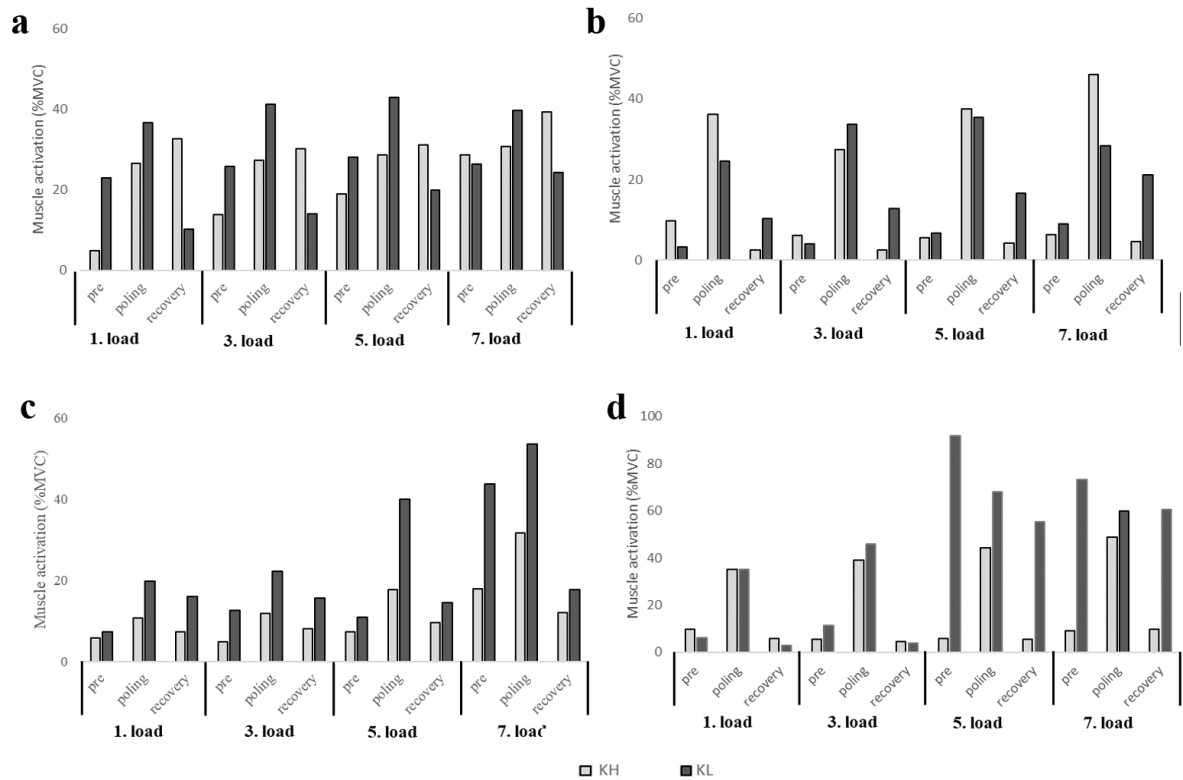 a
60
Muscle activation (%MVC)
40
20
0
pre poling recovery pre poling recovery pre poling recovery pre poling recovery
1. load 3. load 5. load 7. load
b
60
Muscle activation (%MVC)
40
20
0
pre poling recovery pre poling recovery pre poling recovery pre poling recovery
1. load 3. load 5. load 7. load
c
60
Muscle activation (%MVC)
40
20
0
pre poling recovery pre poling recovery pre poling recovery pre poling recovery
1. load 3. load 5. load 7. load
d
100
Muscle activation (%MVC)
80
60
40
20
0
pre poling recovery pre poling recovery pre poling recovery pre poling recovery
1. load 3. load 5. load 7. load
KH KL